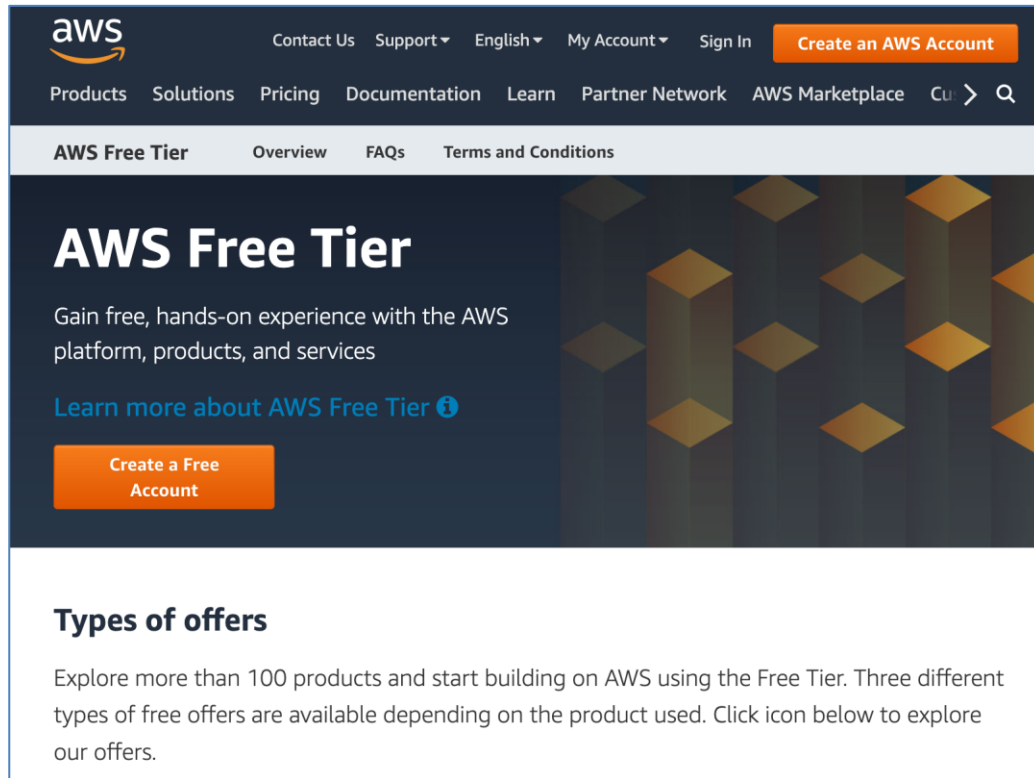 aws
Contact Us Support English My Account Sign In Create an AWS Account
Products Solutions Pricing Documentation Learn Partner Network AWS Marketplace
AWS Free Tier Overview FAQs Terms and Conditions
AWS Free Tier
Gain free, hands-on experience with the AWS
platform, products, and services
Learn more about AWS Free Tier
Create a Free
Account
Types of offers
Explore more than 100 products and start building on AWS using the Free Tier. Three different
types of free offers are available depending on the product used. Click icon below to explore
our offers.